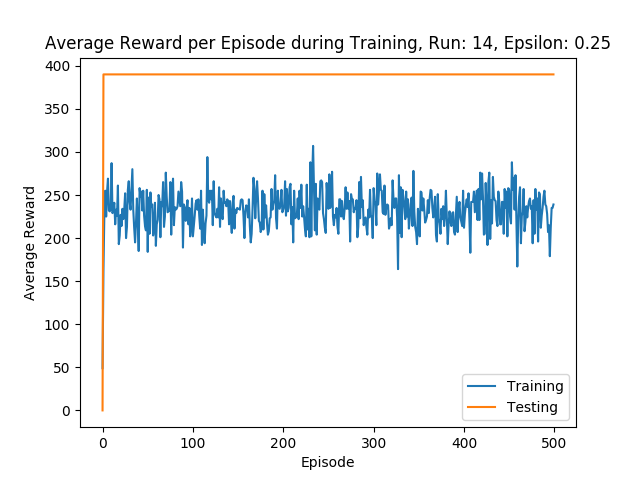 Average Reward per Episode during Training, Run: 14, Epsilon: 0.25
400
350
300
250
200
150
100
50
0
Average Reward
0 100 200 300 400 500
Episode
Training
Testing